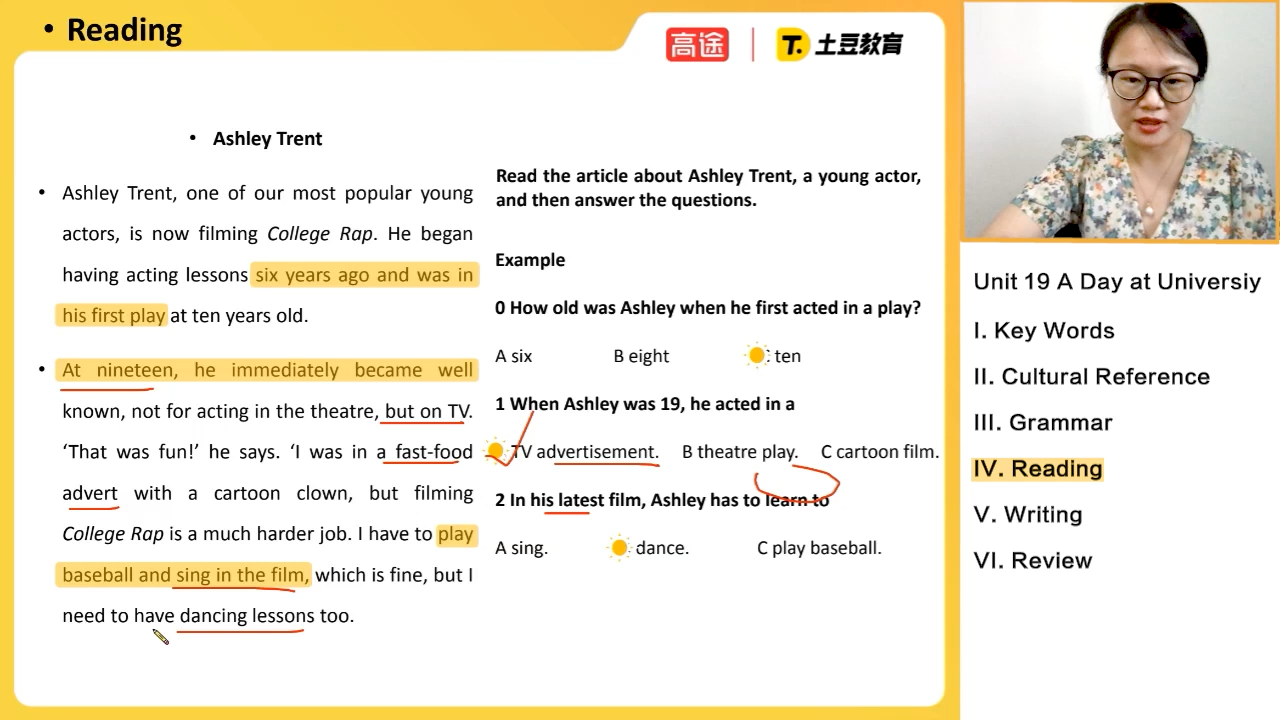 • Reading
高途 | T. 土豆教育
• Ashley Trent
• Ashley Trent, one of our most popular young
actors, is now filming College Rap. He began
having acting lessons six years ago and was in
his first play at ten years old.
• At nineteen, he immediately became well
known, not for acting in the theatre, but on TV.
‘That was fun!’ he says. ‘I was in a fast-food
advert with a cartoon clown, but filming
College Rap is a much harder job. I have to play
baseball and sing in the film, which is fine, but I
need to have dancing lessons too.
Read the article about Ashley Trent, a young actor,
and then answer the questions.
Example
0 How old was Ashley when he first acted in a play?
A six B eight ten
1 When Ashley was 19, he acted in a
TV advertisement. B theatre play. C cartoon film.
2 In his latest film, Ashley has to learn to
A sing. dance. C play baseball.
Unit 19 A Day at Universiy
I. Key Words
II. Cultural Reference
III. Grammar
IV. Reading
V. Writing
VI. Review